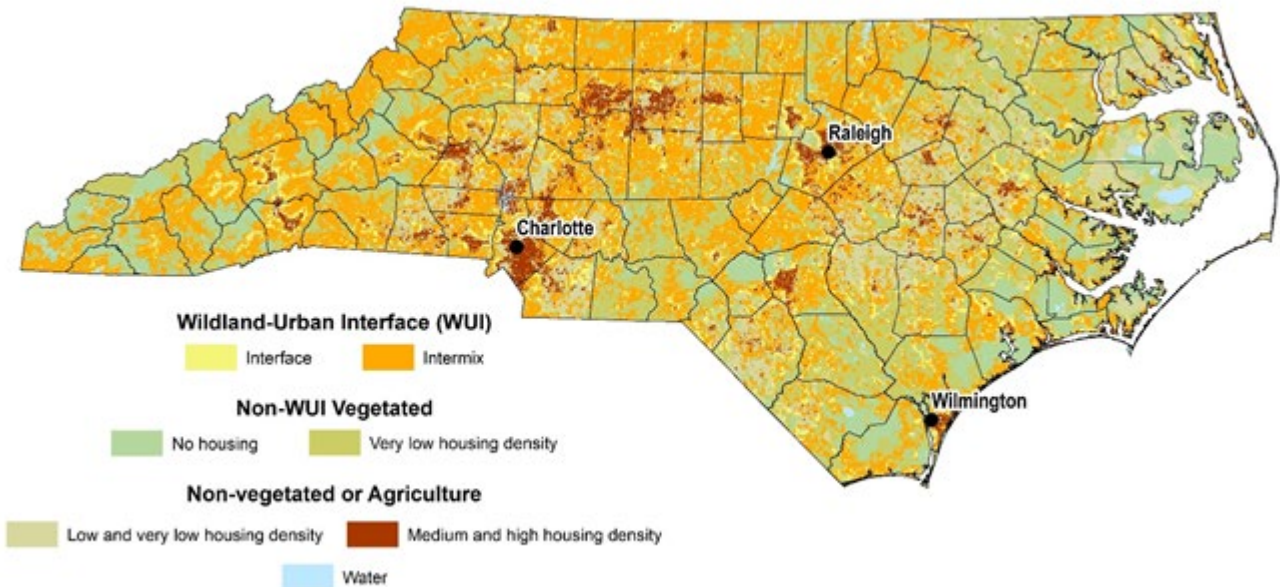 Raleigh
Charlotte
Wilmington
Wildland-Urban Interface (WUI)
Interface Intermix
Non-WUI Vegetated
No housing Very low housing density
Non-vegetated or Agriculture
Low and very low housing density Medium and high housing density
Water